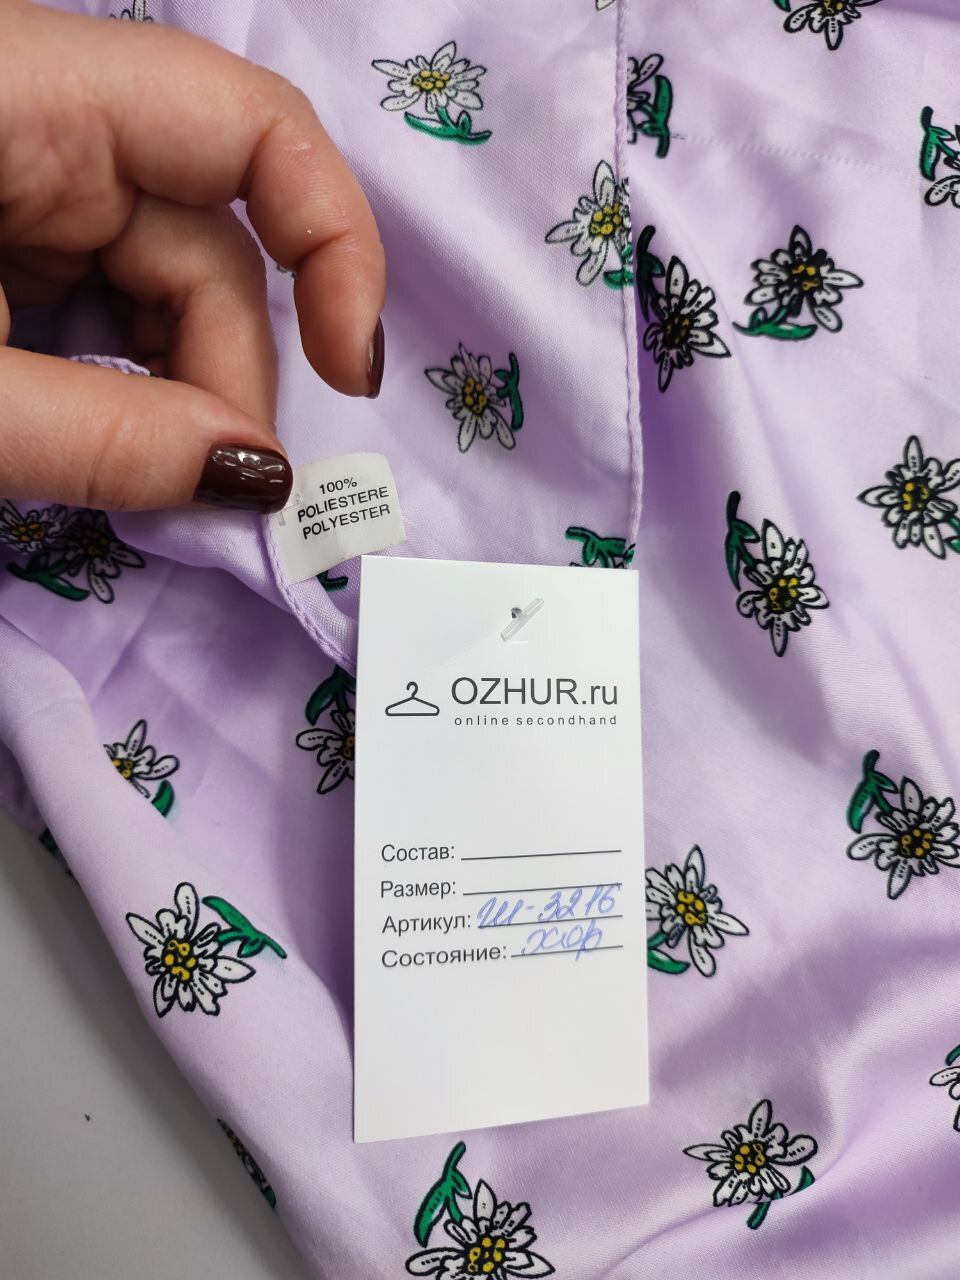 100%
POLIESTERE
POLYESTER
OZHUR.ru
online secondhand
Состав:
Размер:
Артикул: Ш-3216
Состояние: хор